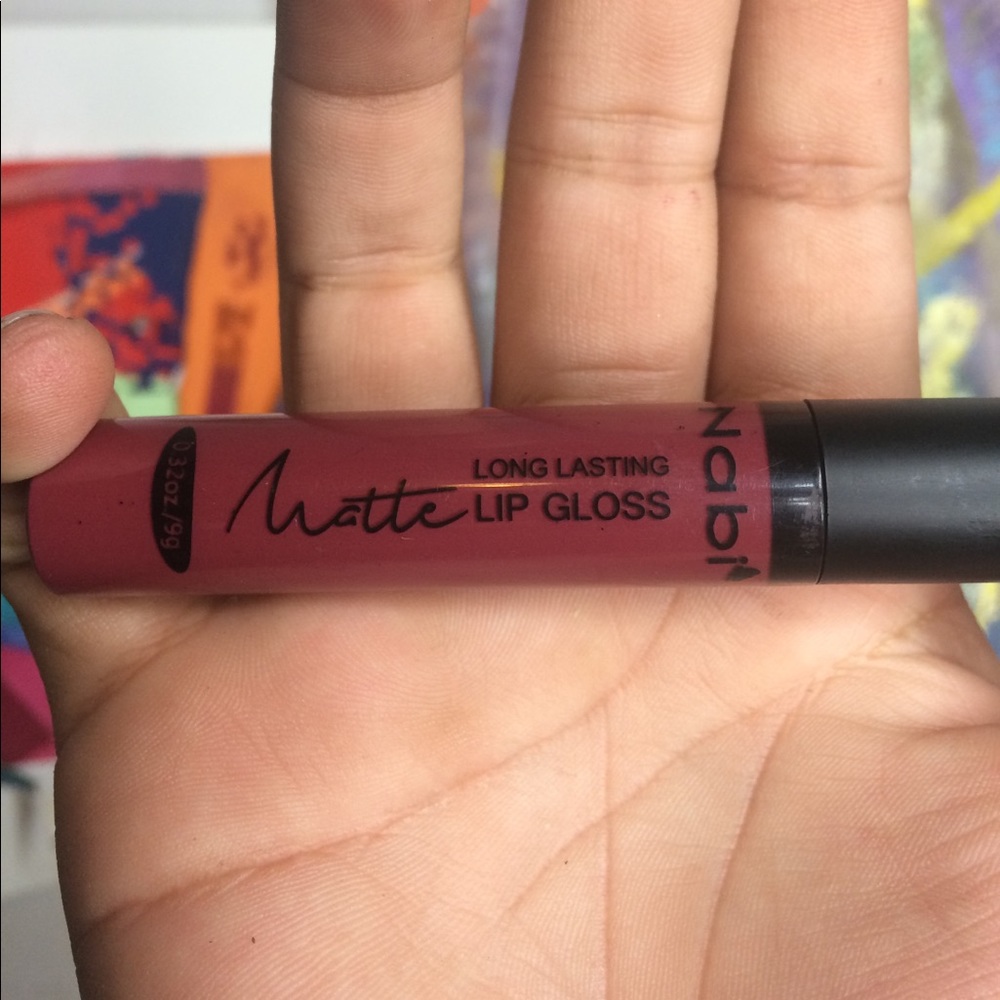 0.32oz./9g
Matte
LONG LASTING
LIP GLOSS
Nabi